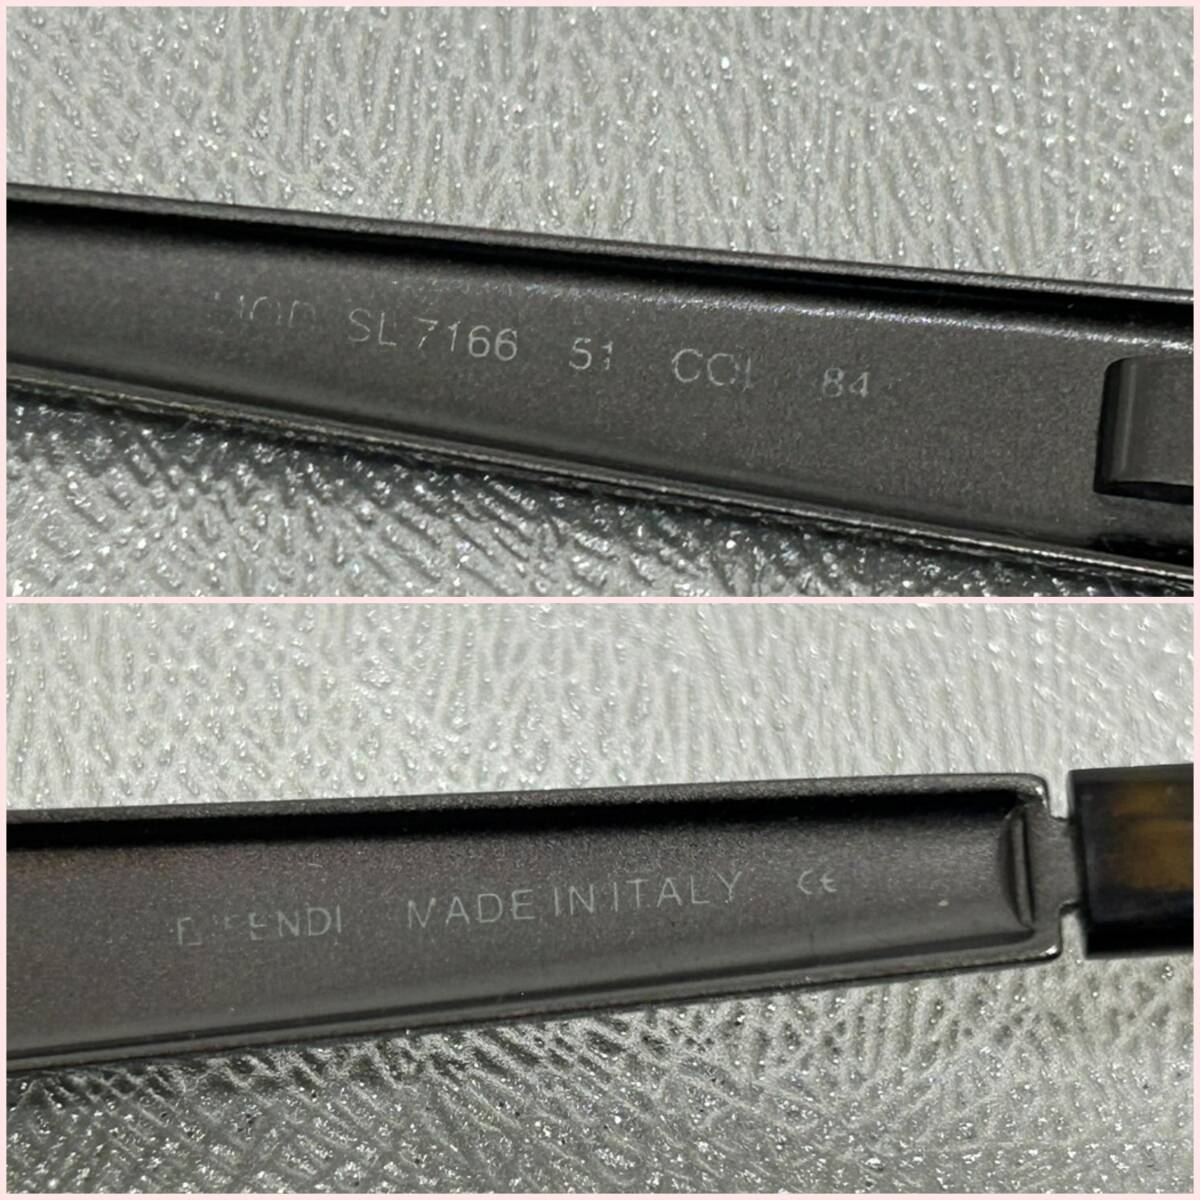 MOD SL 7166 51 COL 84
FENDI MADE IN ITALY CE